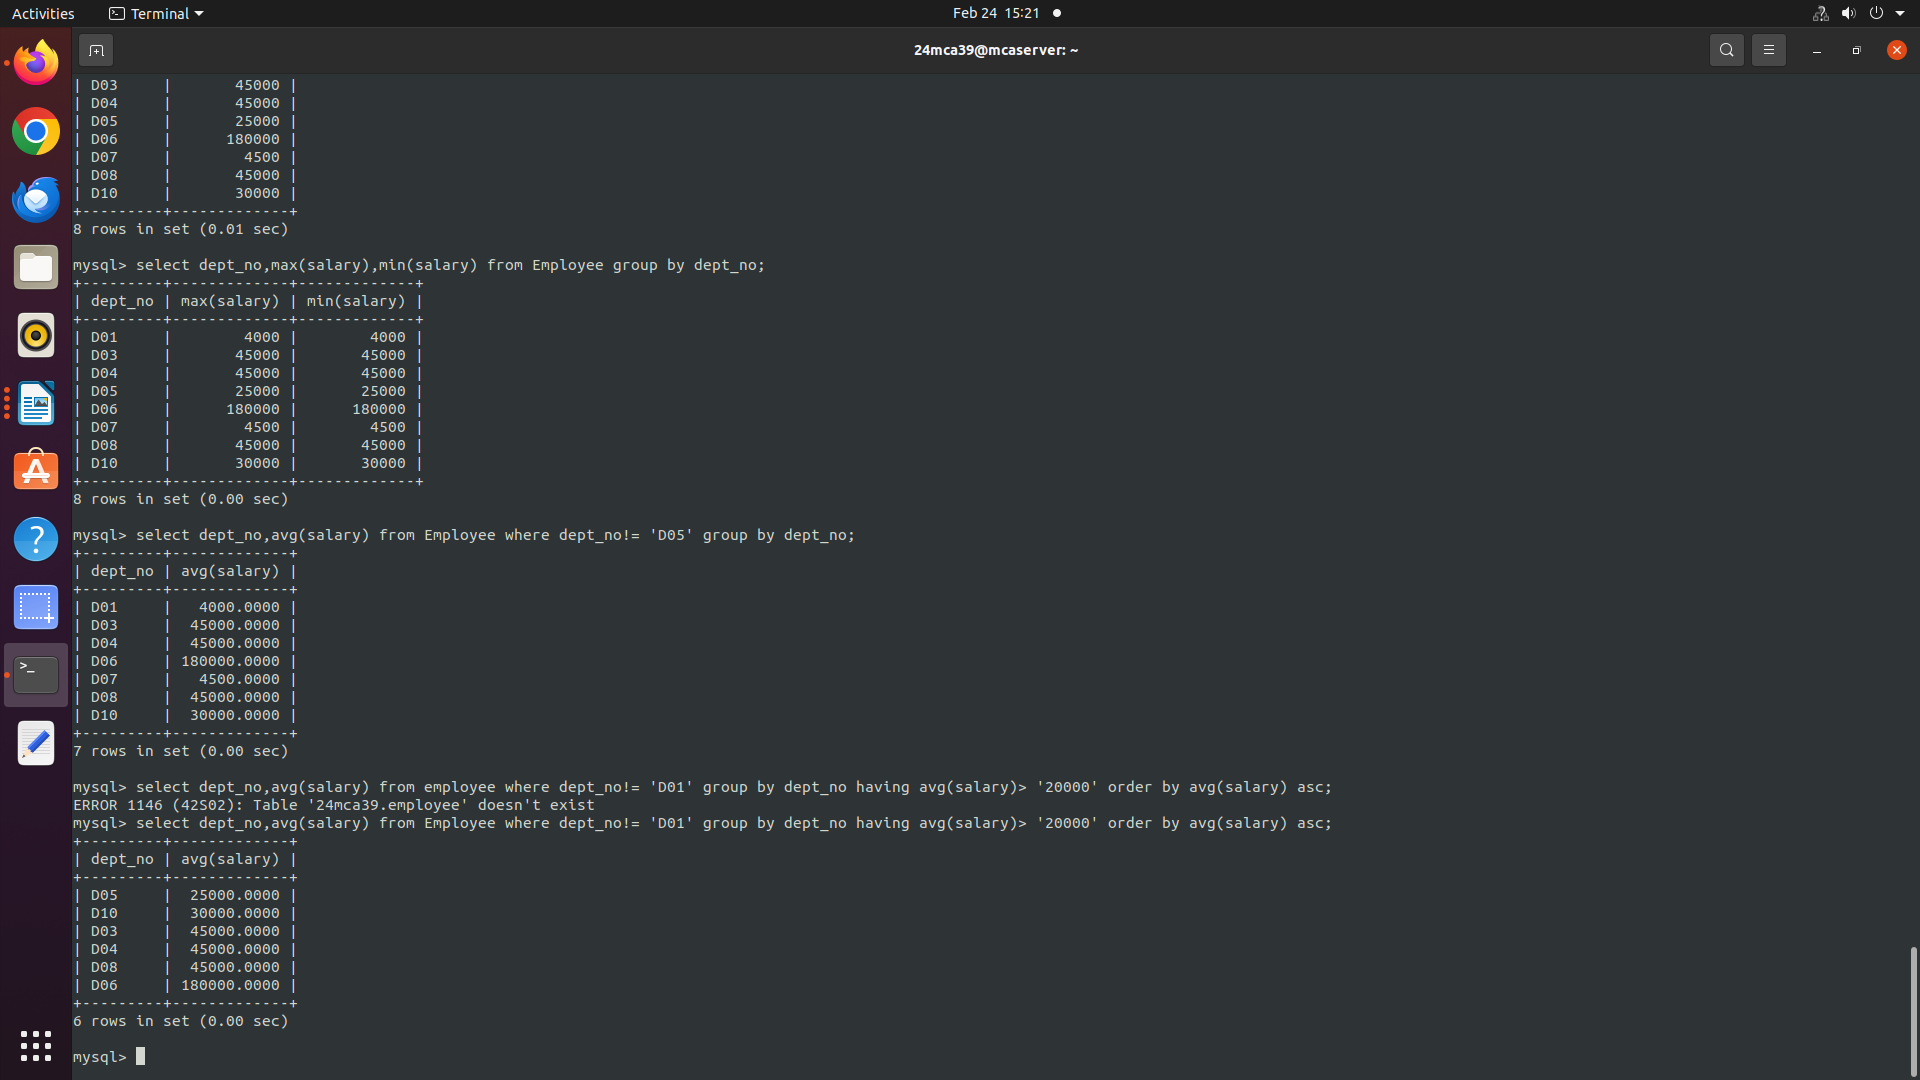 Activities Terminal Feb 24 15:21
24mca39@mcaserver: ~
| D03     |       45000 |
| D04     |       45000 |
| D05     |       25000 |
| D06     |      180000 |
| D07     |        4500 |
| D08     |       45000 |
| D10     |       30000 |
+---------+-------------+
8 rows in set (0.01 sec)
mysql> select dept_no,max(salary),min(salary) from Employee group by dept_no;
+---------+-------------+-------------+
| dept_no | max(salary) | min(salary) |
+---------+-------------+-------------+
| D01     |        4000 |        4000 |
| D03     |       45000 |       45000 |
| D04     |       45000 |       45000 |
| D05     |       25000 |       25000 |
| D06     |      180000 |      180000 |
| D07     |        4500 |        4500 |
| D08     |       45000 |       45000 |
| D10     |       30000 |       30000 |
+---------+-------------+-------------+
8 rows in set (0.00 sec)
mysql> select dept_no,avg(salary) from Employee where dept_no!= 'D05' group by dept_no;
+---------+-------------+
| dept_no | avg(salary) |
+---------+-------------+
| D01     |   4000.0000 |
| D03     |  45000.0000 |
| D04     |  45000.0000 |
| D06     | 180000.0000 |
| D07     |   4500.0000 |
| D08     |  45000.0000 |
| D10     |  30000.0000 |
+---------+-------------+
7 rows in set (0.00 sec)
mysql> select dept_no,avg(salary) from employee where dept_no!= 'D01' group by dept_no having avg(salary)> '20000' order by avg(salary) asc;
ERROR 1146 (42S02): Table '24mca39.employee' doesn't exist
mysql> select dept_no,avg(salary) from Employee where dept_no!= 'D01' group by dept_no having avg(salary)> '20000' order by avg(salary) asc;
+---------+-------------+
| dept_no | avg(salary) |
+---------+-------------+
| D05     |  25000.0000 |
| D10     |  30000.0000 |
| D03     |  45000.0000 |
| D04     |  45000.0000 |
| D08     |  45000.0000 |
| D06     | 180000.0000 |
+---------+-------------+
6 rows in set (0.00 sec)
mysql>